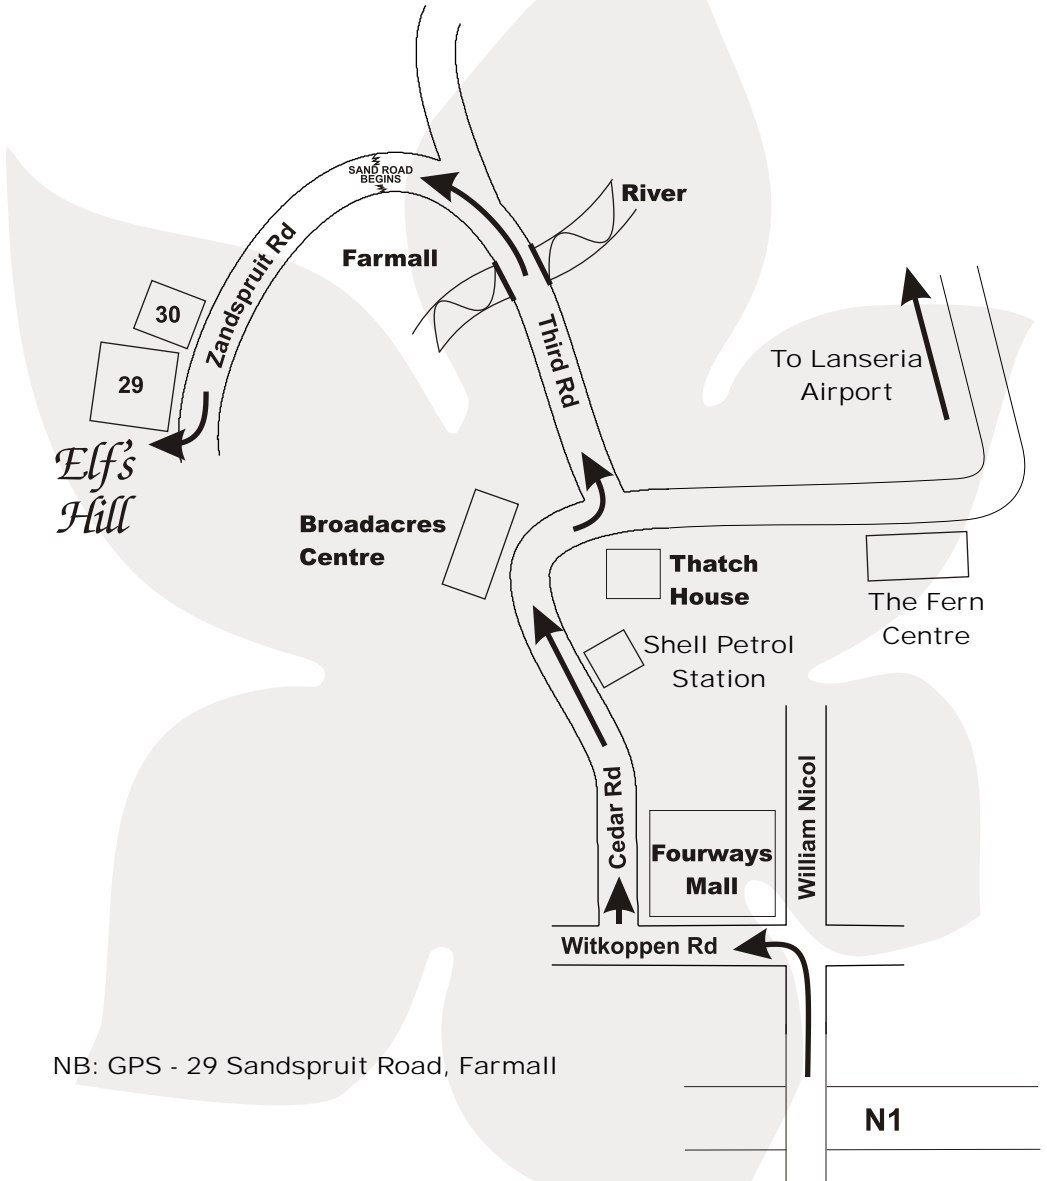 SAND ROAD
BEGINS
River
Farmall
Zandspruit Rd
30
29
Elf's
Hill
Third Rd
To Lanseria
Airport
Broadacres
Centre
Thatch
House
The Fern
Centre
Shell Petrol
Station
Cedar Rd
Fourways
Mall
William Nicol
Witkoppen Rd
NB: GPS - 29 Sandspruit Road, Farmall
N1